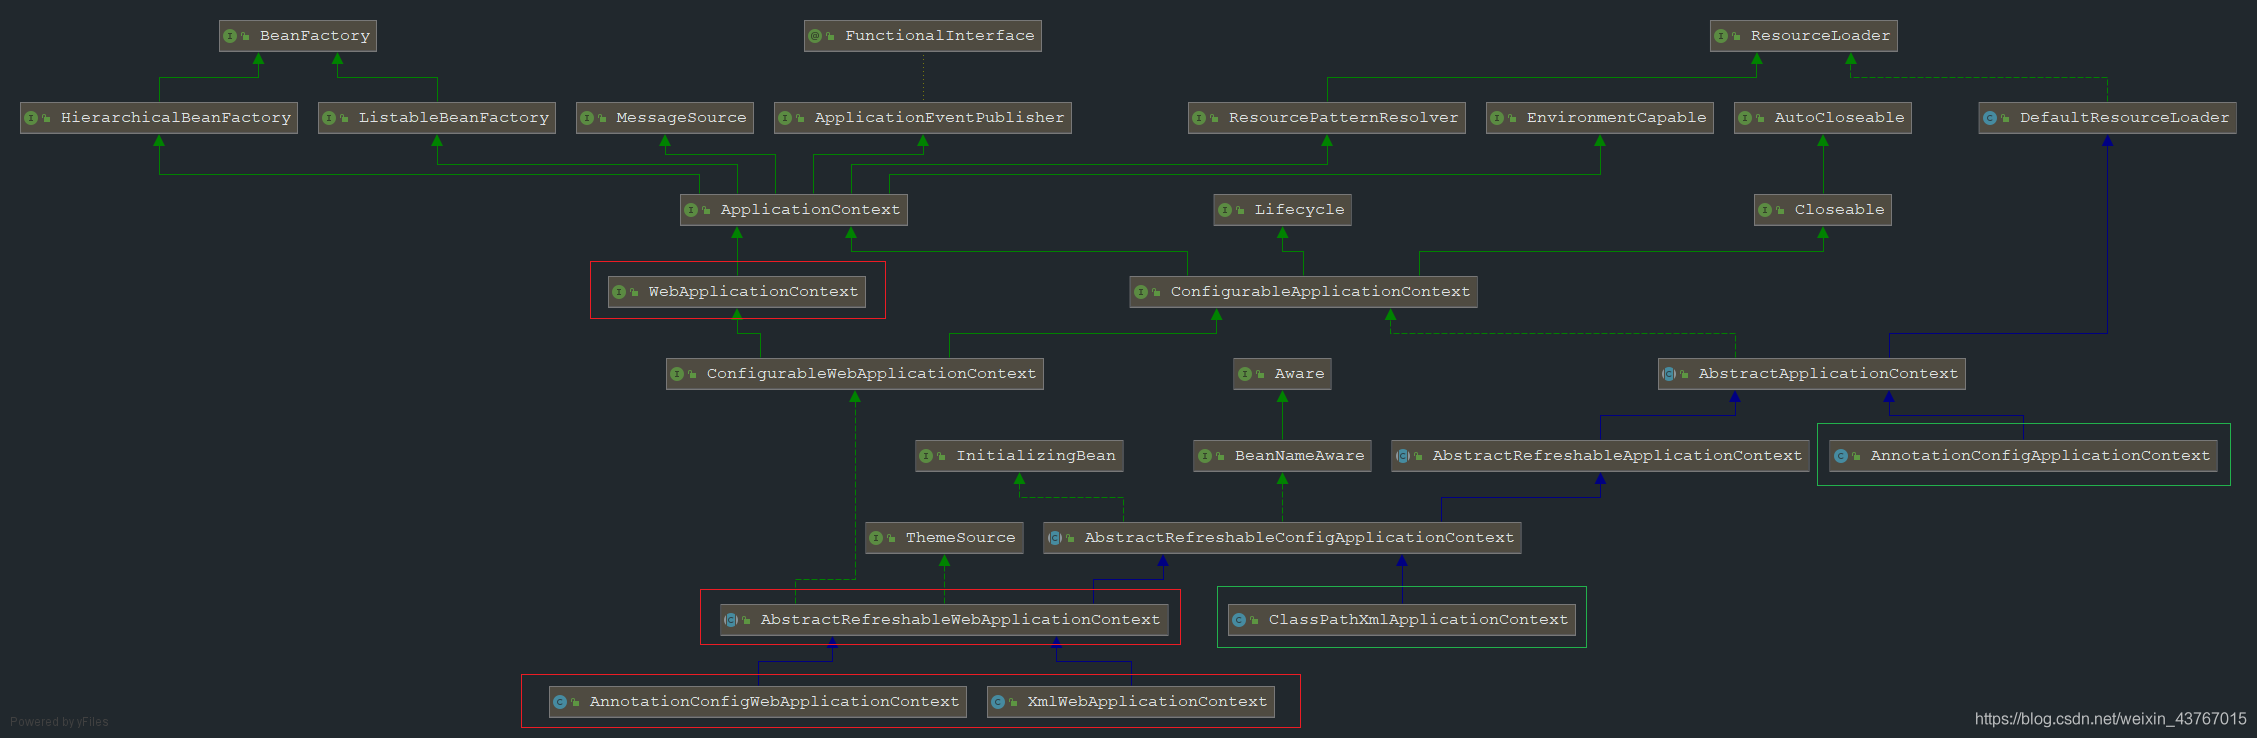 BeanFactory
FunctionalInterface
ResourceLoader
HierarchicalBeanFactory
ListableBeanFactory
MessageSource
ApplicationEventPublisher
ResourcePatternResolver
EnvironmentCapable
AutoCloseable
DefaultResourceLoader
ApplicationContext
Lifecycle
Closeable
WebApplicationContext
ConfigurableApplicationContext
ConfigurableWebApplicationContext
Aware
AbstractApplicationContext
InitializingBean
BeanNameAware
AbstractRefreshableApplicationContext
AnnotationConfigApplicationContext
ThemeSource
AbstractRefreshableConfigApplicationContext
AbstractRefreshableWebApplicationContext
ClassPathXmlApplicationContext
AnnotationConfigWebApplicationContext
XmlWebApplicationContext
Powered by yFiles
https://blog.csdn.net/weixin_43767015